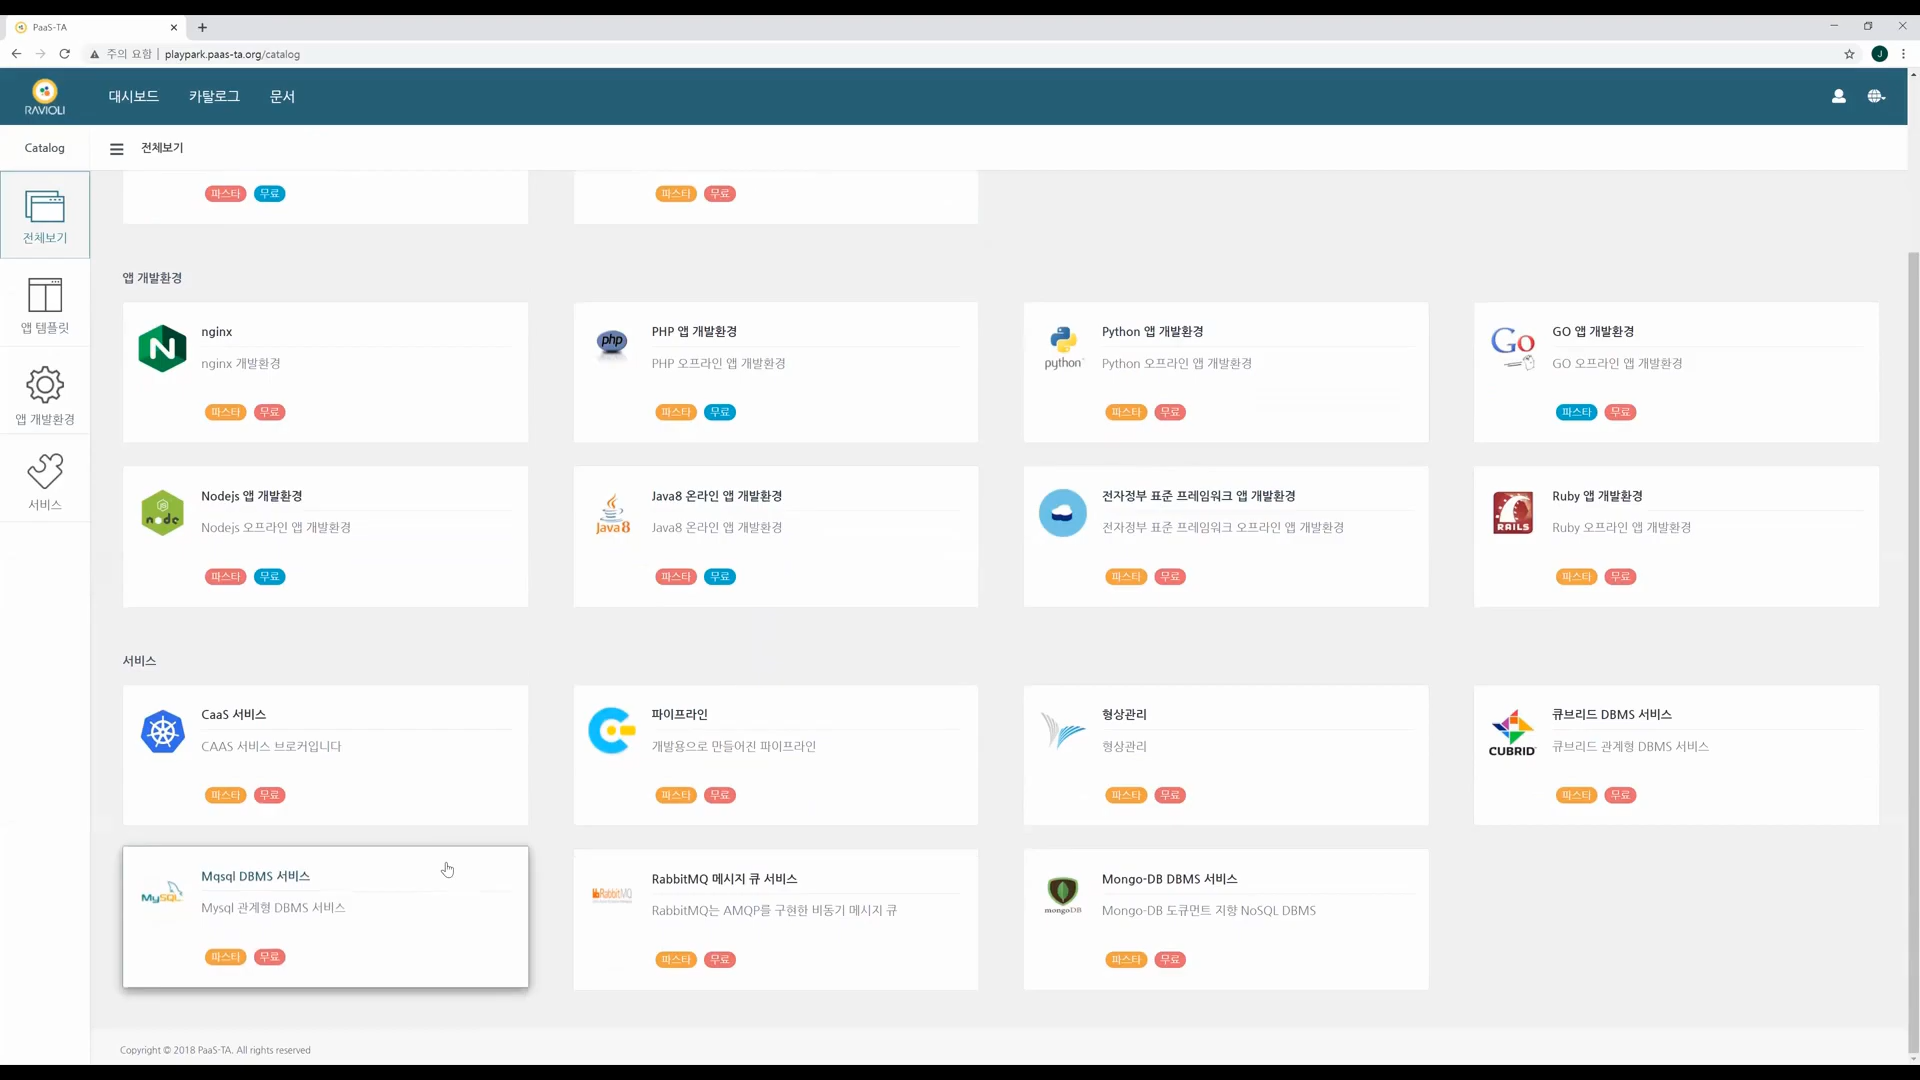 PaaS-TA
주의 요함 | playpark.paas-ta.org/catalog
J
RAVIOLI
대시보드 카탈로그 문서
Catalog
전체보기
전체보기
앱 템플릿
앱 개발환경
서비스
파스타 무료
파스타 무료
앱 개발환경
nginx
nginx 개발환경
파스타 무료
php
PHP 앱 개발환경
PHP 오프라인 앱 개발환경
파스타 무료
python
Python 앱 개발환경
Python 오프라인 앱 개발환경
파스타 무료
Go
GO 앱 개발환경
GO 오프라인 앱 개발환경
파스타 무료
node
Nodejs 앱 개발환경
Nodejs 오프라인 앱 개발환경
파스타 무료
Java8
Java8 온라인 앱 개발환경
Java8 온라인 앱 개발환경
파스타 무료
전자정부 표준 프레임워크 앱 개발환경
전자정부 표준 프레임워크 오프라인 앱 개발환경
파스타 무료
RAILS
Ruby 앱 개발환경
Ruby 오프라인 앱 개발환경
파스타 무료
서비스
CaaS 서비스
CAAS 서비스 브로커입니다
파스타 무료
파이프라인
개발용으로 만들어진 파이프라인
파스타 무료
형상관리
형상관리
파스타 무료
CUBRID
큐브리드 DBMS 서비스
큐브리드 관계형 DBMS 서비스
파스타 무료
MySQL
Mqsql DBMS 서비스
Mysql 관계형 DBMS 서비스
파스타 무료
RabbitMQ
RabbitMQ 메시지 큐 서비스
RabbitMQ는 AMQP를 구현한 비동기 메시지 큐
파스타 무료
mongoDB
Mongo-DB DBMS 서비스
Mongo-DB 도큐먼트 지향 NoSQL DBMS
파스타 무료
Copyright © 2018 PaaS-TA. All rights reserved